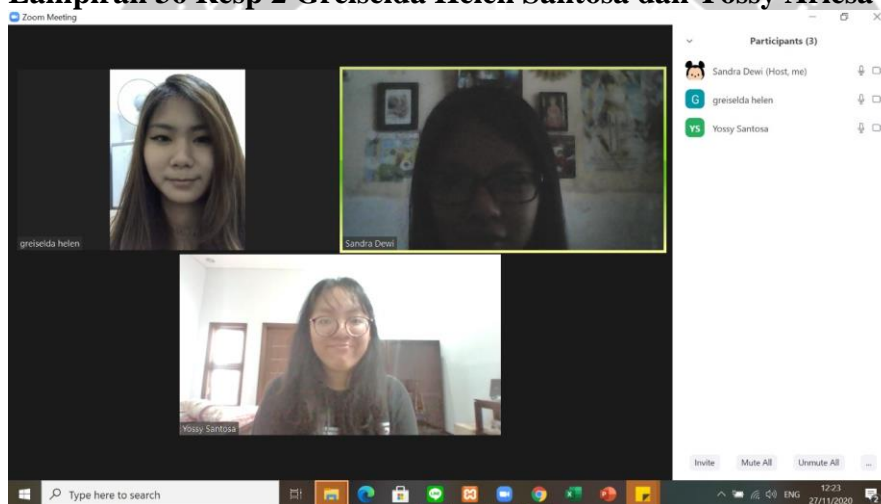 Lampiran 36 Resp 2 Greiselda Helen Santosa dan Yossy Ariesa
Zoom Meeting
Participants (3)
Sandra Dewi (Host, me)
G greiselda helen
YS Yossy Santosa
greiselda helen
Sandra Dewi
Yossy Santosa
Invite Mute All Unmute All ...
Type here to search
ENG
12:23
27/11/2020